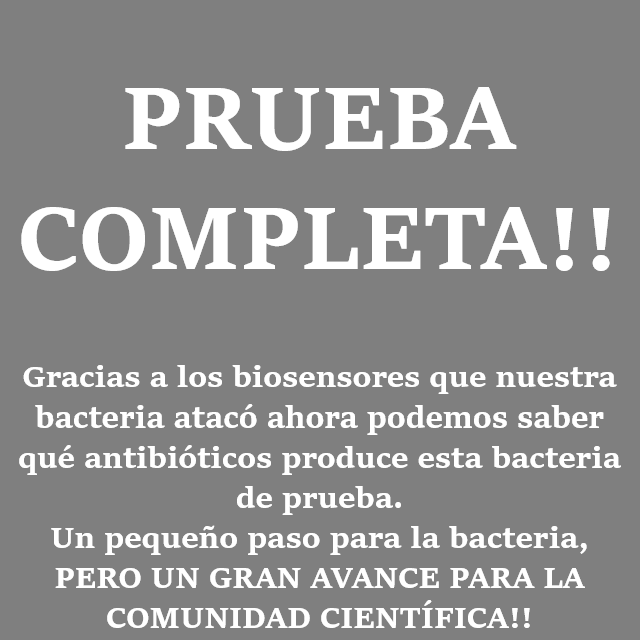 PRUEBA
COMPLETA!!
Gracias a los biosensores que nuestra
bacteria atacó ahora podemos saber
qué antibióticos produce esta bacteria
de prueba.
Un pequeño paso para la bacteria,
PERO UN GRAN AVANCE PARA LA
COMUNIDAD CIENTÍFICA!!